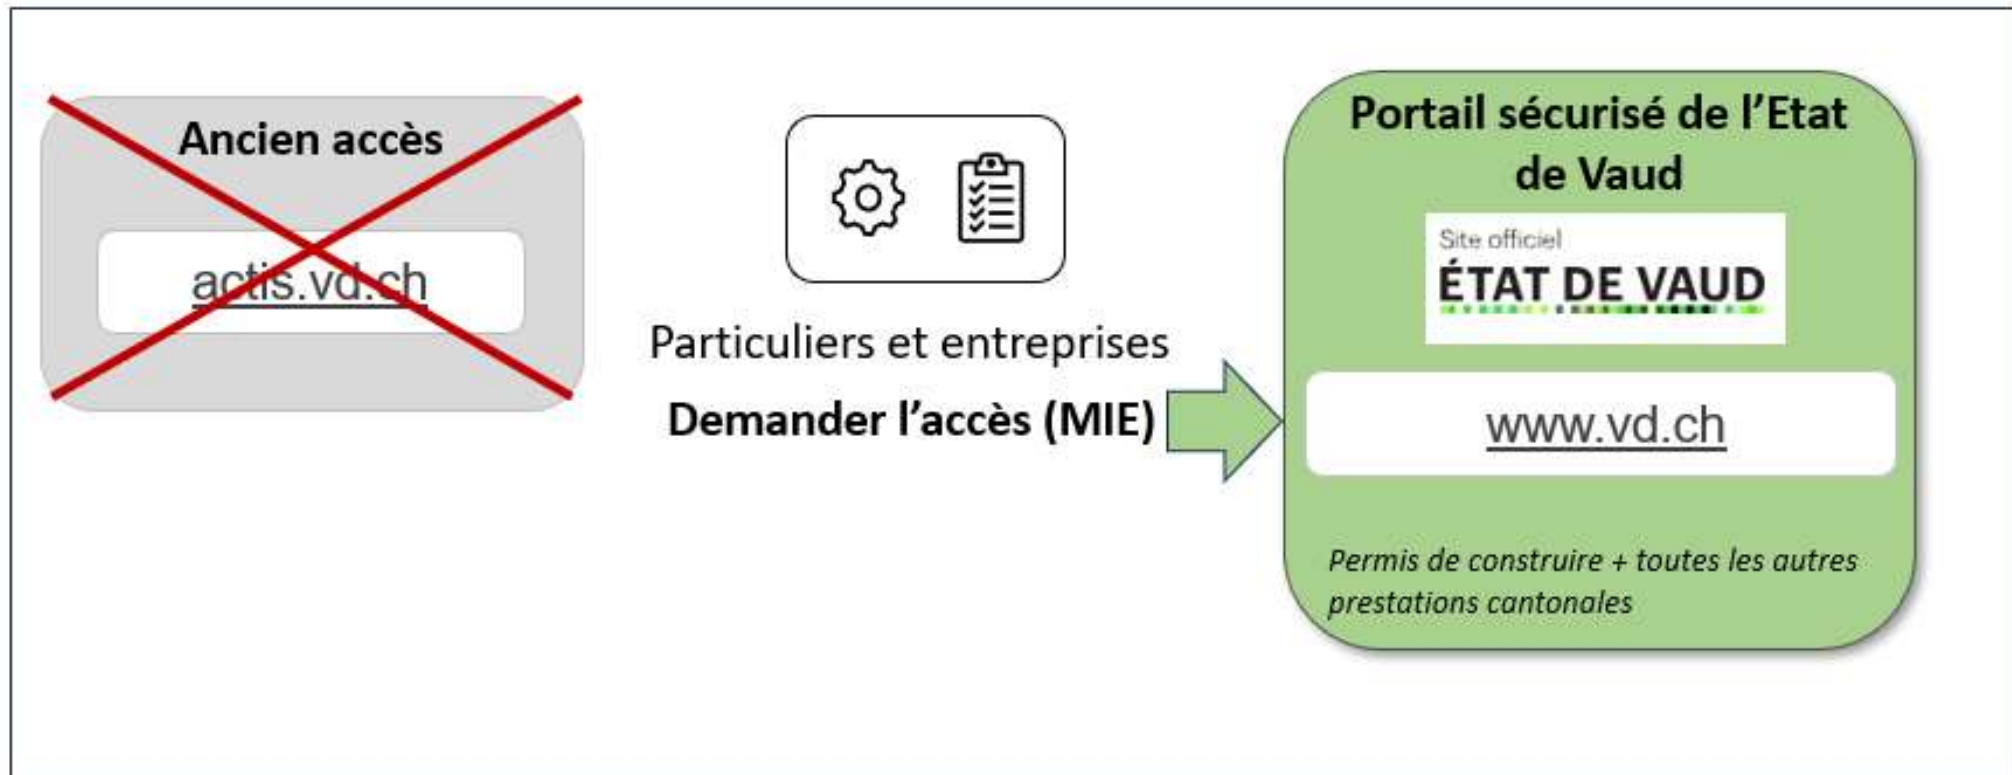 Ancien accès
actis.vd.ch
Particuliers et entreprises
Demander l’accès (MIE)
Portail sécurisé de l’Etat
de Vaud
Site officiel
ÉTAT DE VAUD
www.vd.ch
Permis de construire + toutes les autres
prestations cantonales